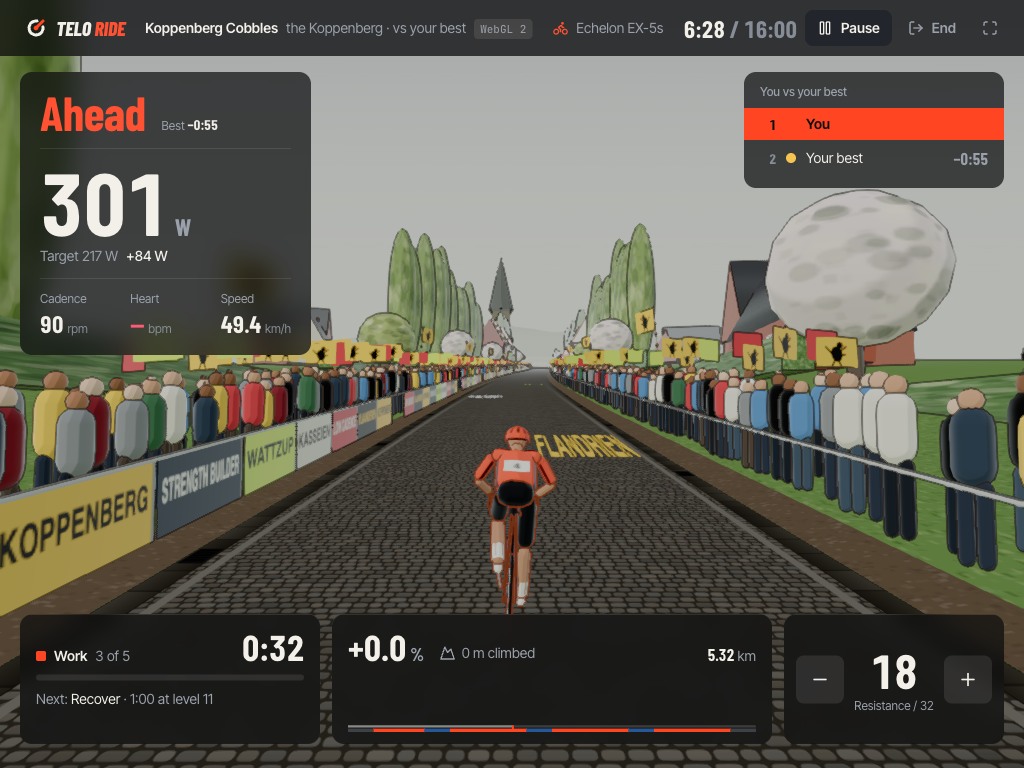 TELO RIDE Koppenberg Cobbles the Koppenberg · vs your best WebGL 2 Echelon EX-5s 6:28 / 16:00 Pause End
Ahead Best −0:55
301 W
Target 217 W +84 W
Cadence Heart Speed
90 rpm — bpm 49.4 km/h
You vs your best
1 You
2 Your best −0:55
FLANDRIEN
KOPPENBERG STRENGTH BUILDER WATTZUP KASSEIEN
Work 3 of 5 0:32
Next: Recover · 1:00 at level 11
+0.0 % 0 m climbed 5.32 km
− 18 +
Resistance / 32